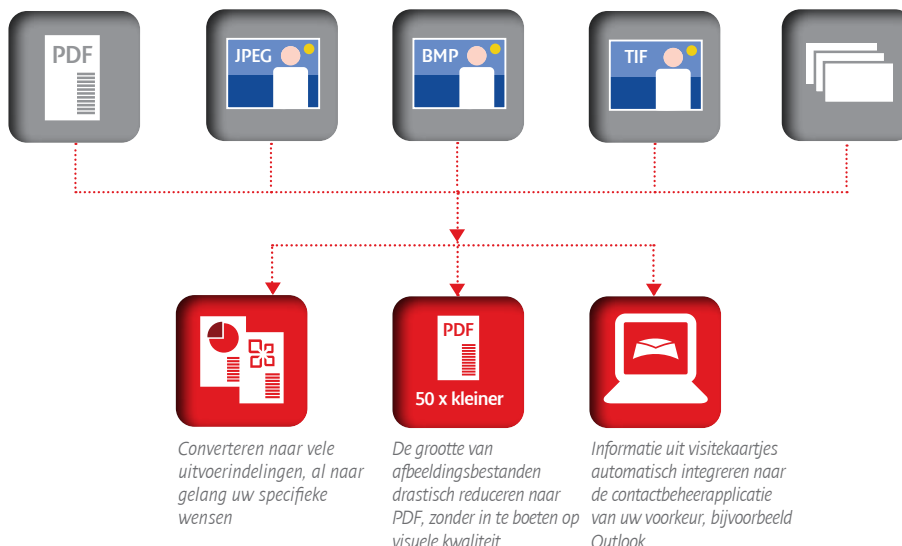 PDF
JPEG
BMP
TIF
PDF
50 x kleiner
Converteren naar vele
uitvoerindelingen, al naar
gelang uw specifieke
wensen
De grootte van
afbeeldingsbestanden
drastisch reduceren naar
PDF, zonder in te boeten op
visuele kwaliteit
Informatie uit visitekaartjes
automatisch integreren naar
de contactbeheerapplicatie
van uw voorkeur, bijvoorbeeld
Outlook